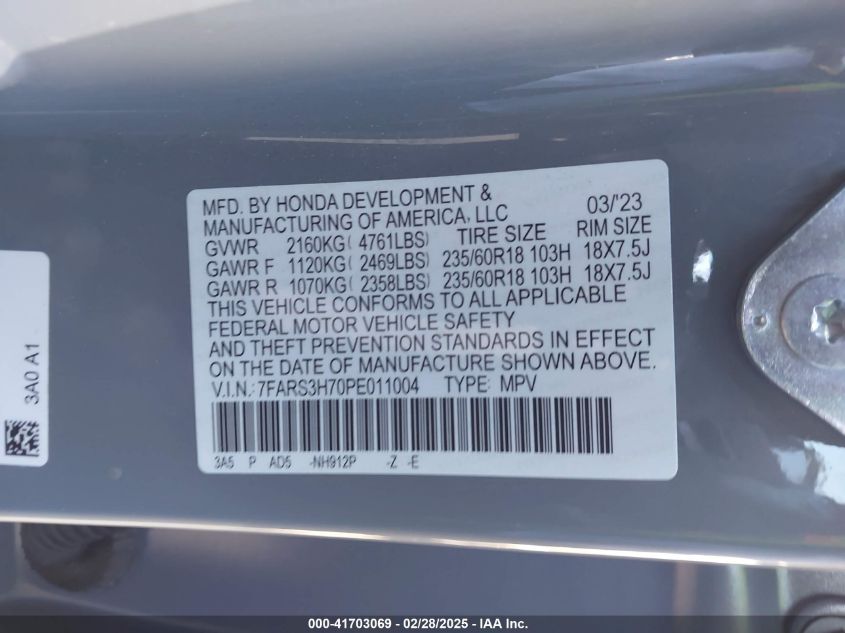 MFD. BY HONDA DEVELOPMENT & 03/'23
MANUFACTURING OF AMERICA, LLC
GVWR 2160KG( 4761LBS) TIRE SIZE RIM SIZE
GAWR F 1120KG( 2469LBS) 235/60R18 103H 18X7.5J
GAWR R 1070KG( 2358LBS) 235/60R18 103H 18X7.5J
THIS VEHICLE CONFORMS TO ALL APPLICABLE
FEDERAL MOTOR VEHICLE SAFETY
AND THEFT PREVENTION STANDARDS IN EFFECT
ON THE DATE OF MANUFACTURE SHOWN ABOVE.
V.I.N.:7FARS3H70PE011004 TYPE: MPV
3A5 P AD5 -NH912P -Z -E
3A0 A1
000-41703069 - 02/28/2025 - IAA Inc.